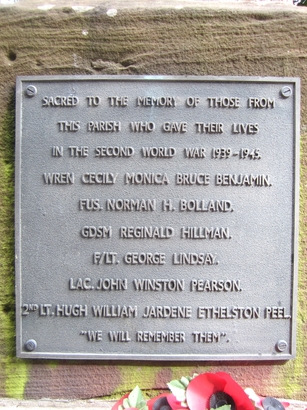 SACRED TO THE MEMORY OF THOSE FROM
THIS PARISH WHO GAVE THEIR LIVES
IN THE SECOND WORLD WAR 1939-1945.
WREN CECILY MONICA BRUCE BENJAMIN.
FUS. NORMAN H. BOLLAND.
GDSM REGINALD HILLMAN.
F/LT. GEORGE LINDSAY.
LAC. JOHN WINSTON PEARSON.
2ND LT. HUGH WILLIAM JARDENE ETHELSTON PEEL.
"WE WILL REMEMBER THEM".